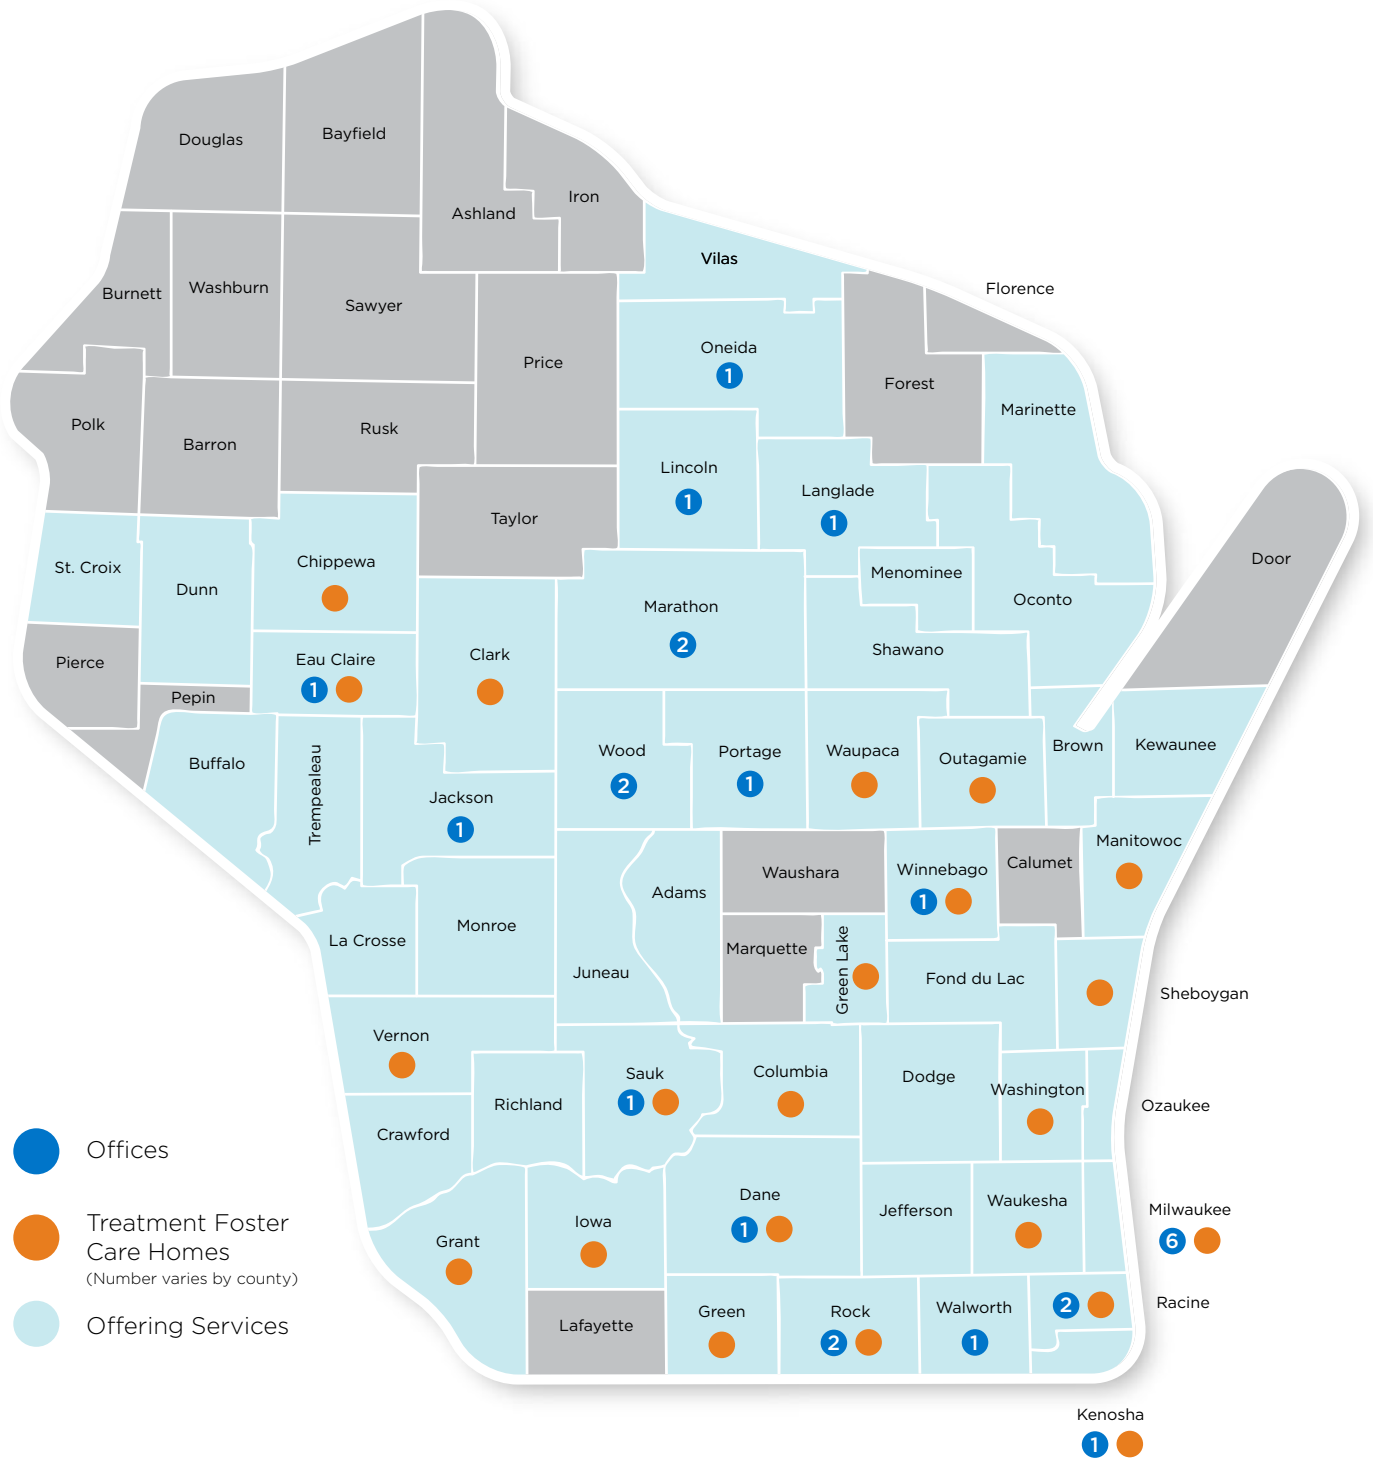 Douglas
Bayfield
Ashland
Iron
Vilas
Burnett
Washburn
Sawyer
Florence
Price
Oneida
1
Forest
Marinette
Polk
Barron
Rusk
Lincoln
1
Langlade
1
Taylor
Door
St. Croix
Dunn
Chippewa
Menominee
Oconto
Marathon
2
Pierce
Eau Claire
1
Clark
Shawano
Pepin
Buffalo
Trempealeau
Wood
2
Portage
1
Waupaca
Outagamie
Brown
Kewaunee
Jackson
1
Manitowoc
Waushara
Winnebago
1
Calumet
Adams
La Crosse
Monroe
Juneau
Marquette
Green Lake
Fond du Lac
Sheboygan
Vernon
Richland
Sauk
1
Columbia
Dodge
Washington
Ozaukee
Crawford
Offices
Treatment Foster
Care Homes
(Number varies by county)
Offering Services
Grant
Iowa
Dane
1
Jefferson
Waukesha
Milwaukee
6
Lafayette
Green
Rock
2
Walworth
1
2
Racine
Kenosha
1